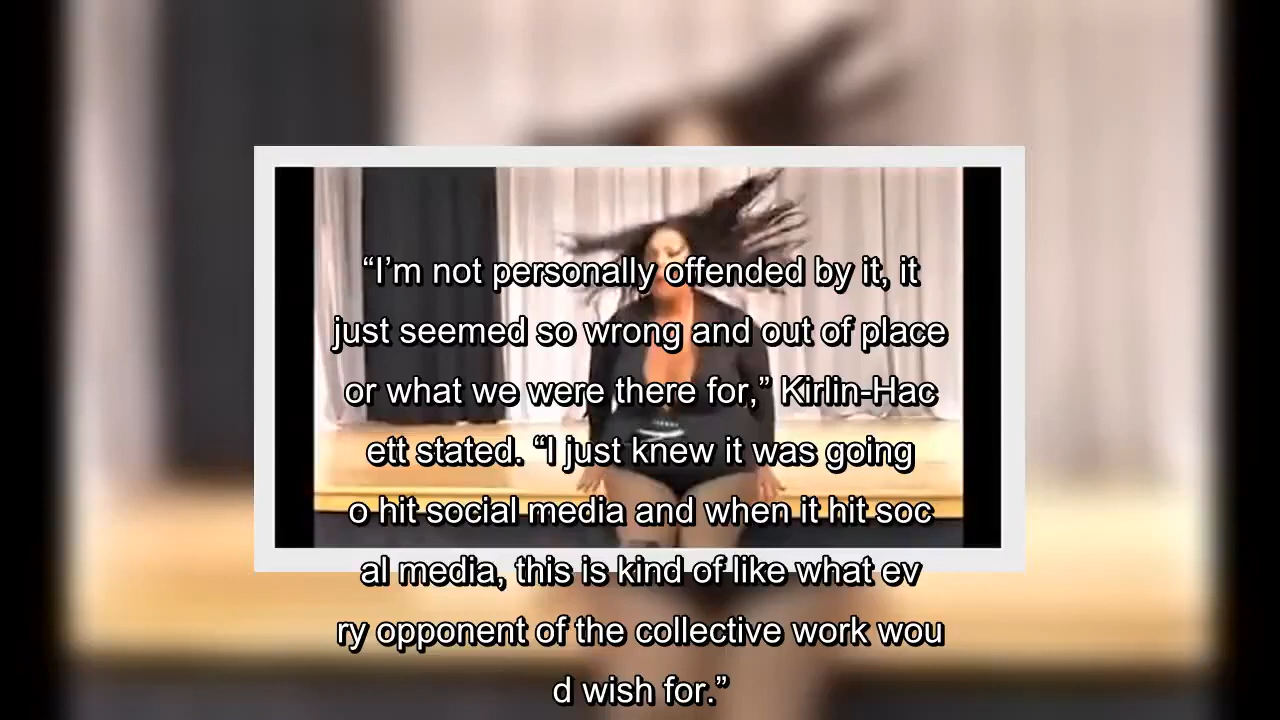 “I’m not personally offended by it, it
just seemed so wrong and out of place
or what we were there for,” Kirlin-Hac
ett stated. “I just knew it was going
o hit social media and when it hit soc
al media, this is kind of like what ev
ry opponent of the collective work wou
d wish for.”